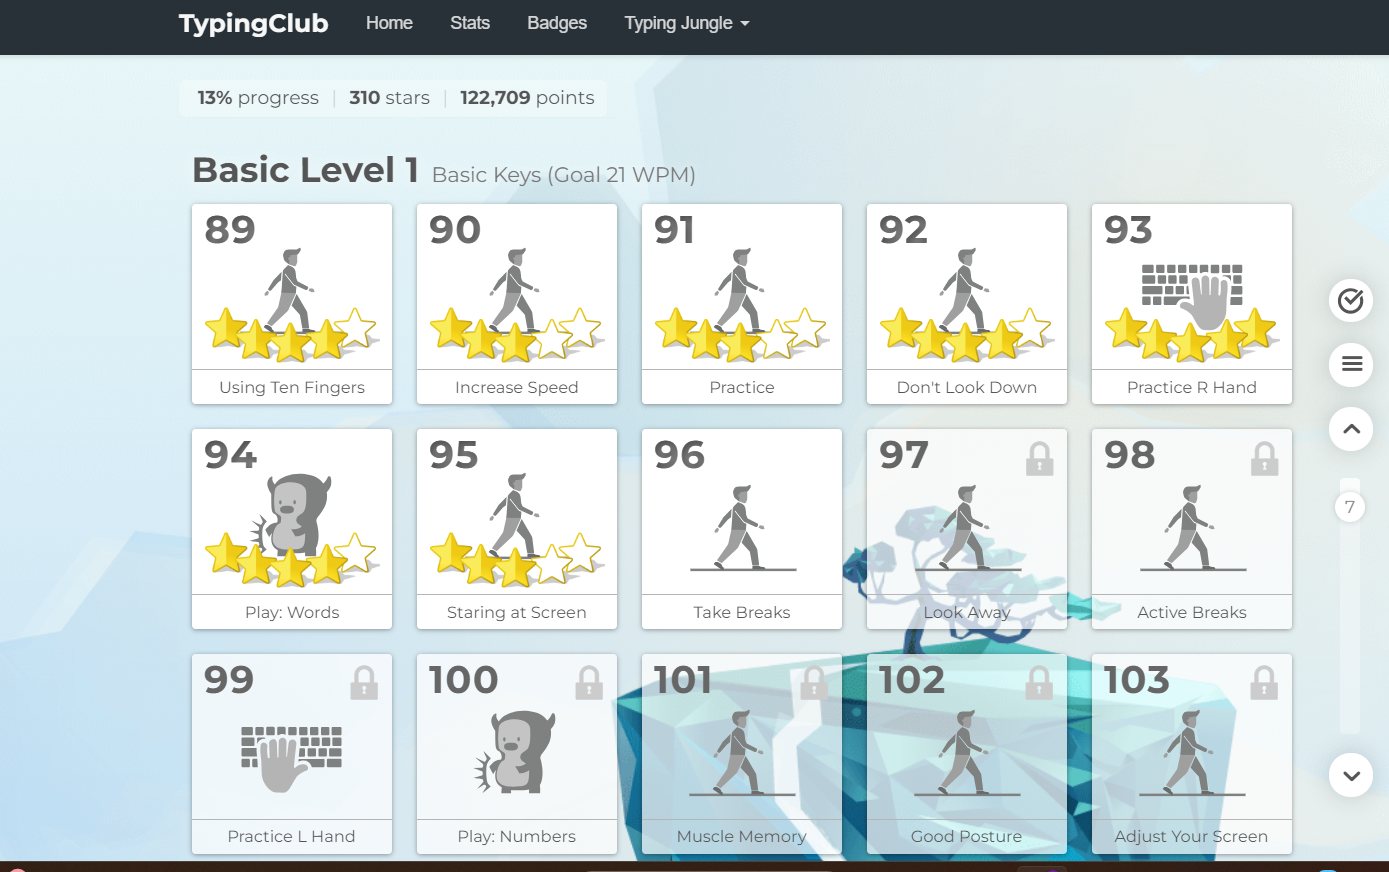 TypingClub Home Stats Badges Typing Jungle
13% progress 310 stars 122,709 points
Basic Level 1 Basic Keys (Goal 21 WPM)
89 90 91 92 93
Using Ten Fingers Increase Speed Practice Don't Look Down Practice R Hand
94 95 96 97 98
Play: Words Staring at Screen Take Breaks Look Away Active Breaks
7
99 100 101 102 103
Practice L Hand Play: Numbers Muscle Memory Good Posture Adjust Your Screen